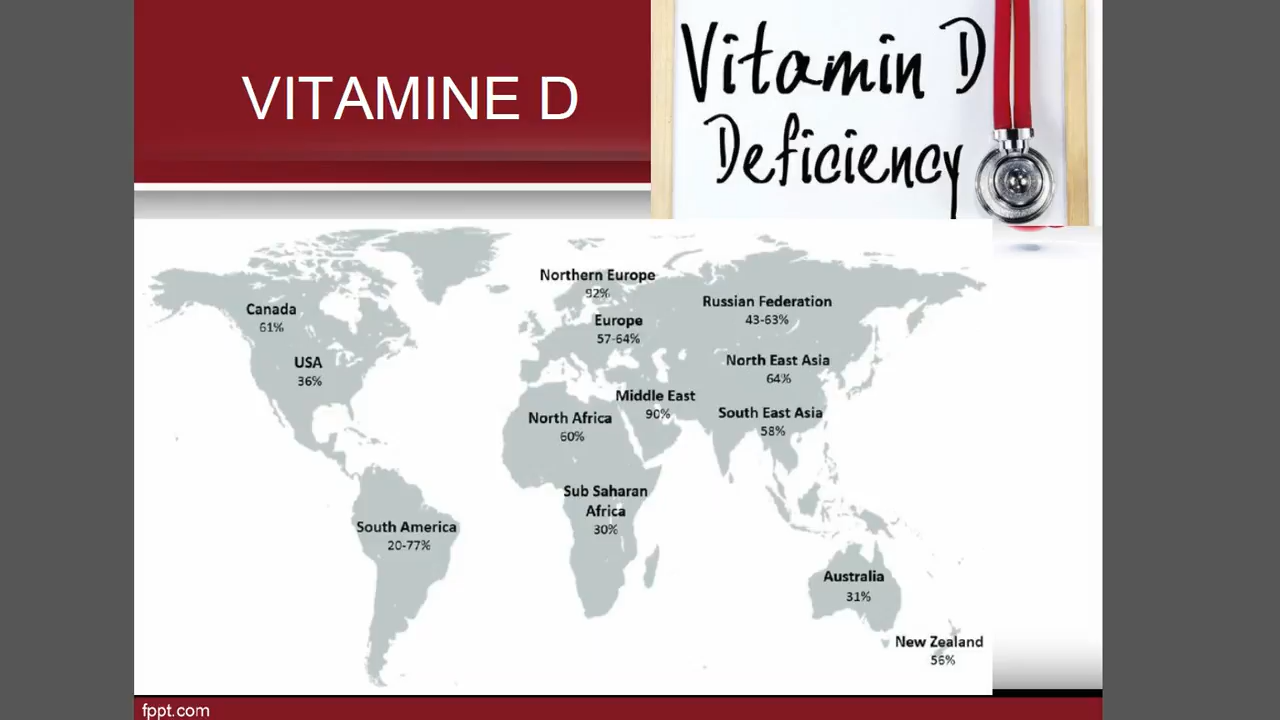 VITAMINE D
Vitamin D
Deficiency
Northern Europe
92%
Canada
61%
Russian Federation
43-63%
Europe
57-64%
USA
36%
North East Asia
64%
Middle East
90%
North Africa
60%
South East Asia
58%
Sub Saharan
Africa
30%
South America
20-77%
Australia
31%
New Zealand
56%
fppt.com